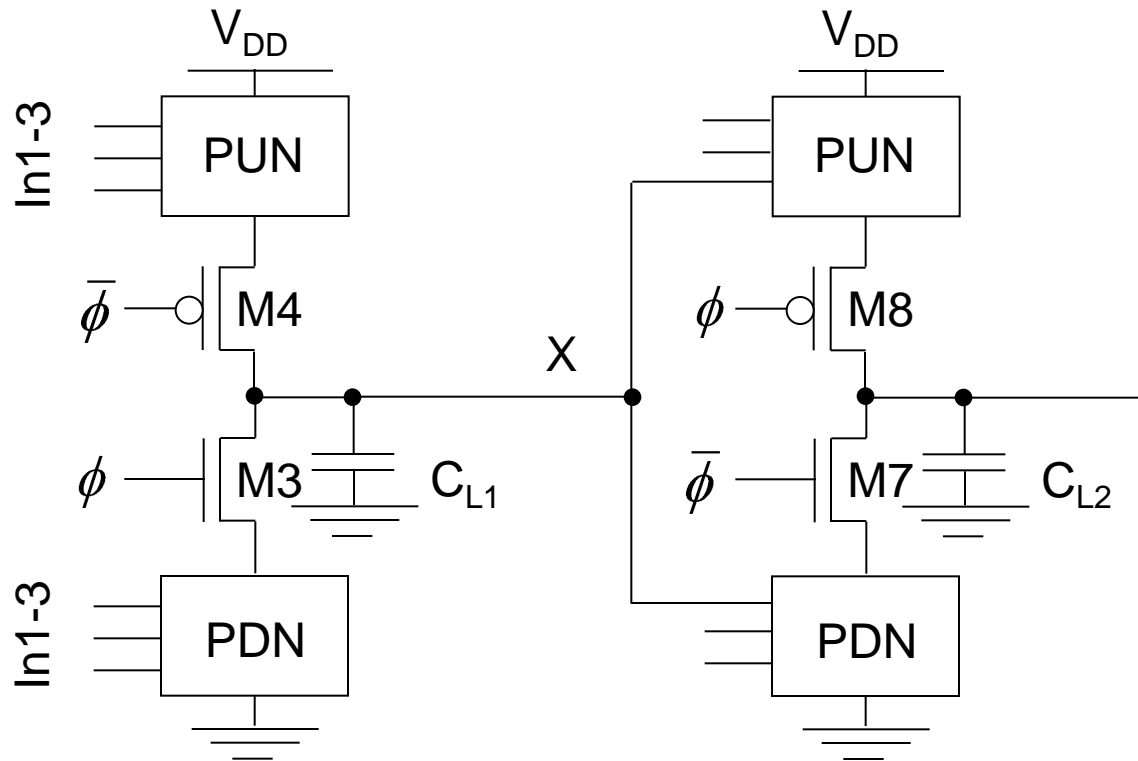 V_DD
V_DD
In1-3
PUN
PUN
ϕ̅
M4
ϕ
M8
X
ϕ
M3
C_L1
ϕ̅
M7
C_L2
In1-3
PDN
PDN